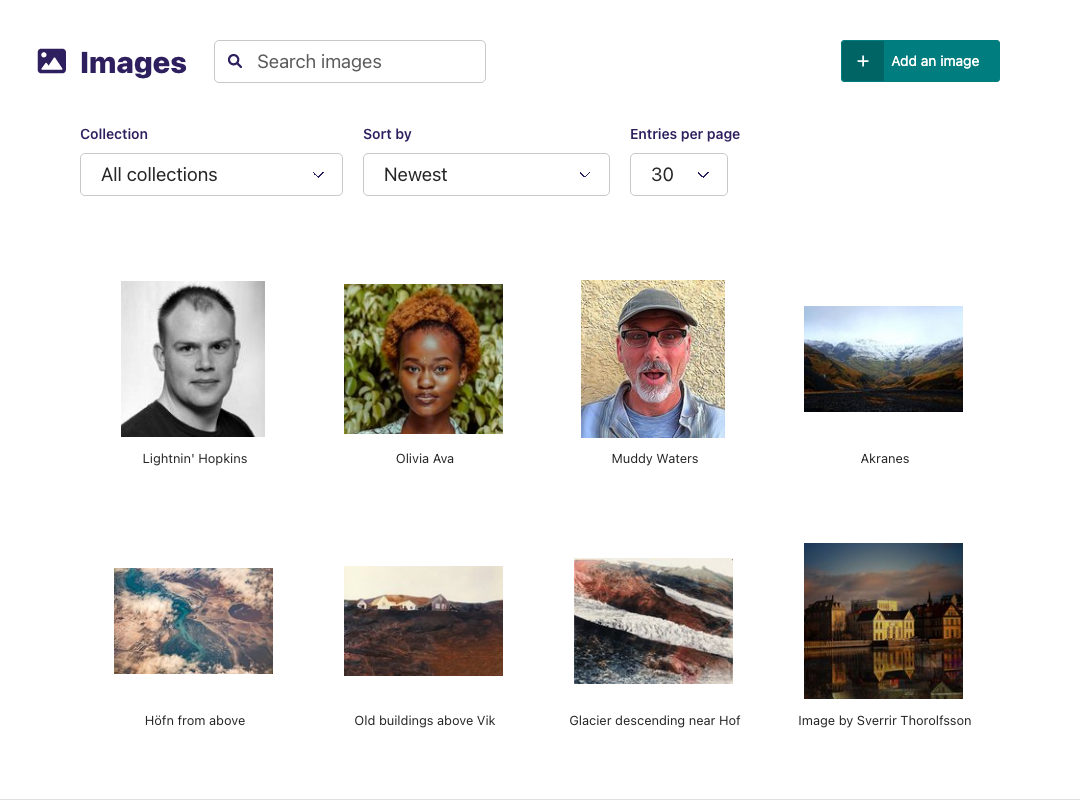 Images
Search images
Add an image
Collection
Sort by
Entries per page
All collections
Newest
30
Lightnin' Hopkins
Olivia Ava
Muddy Waters
Akranes
Höfn from above
Old buildings above Vik
Glacier descending near Hof
Image by Sverrir Thorolfsson